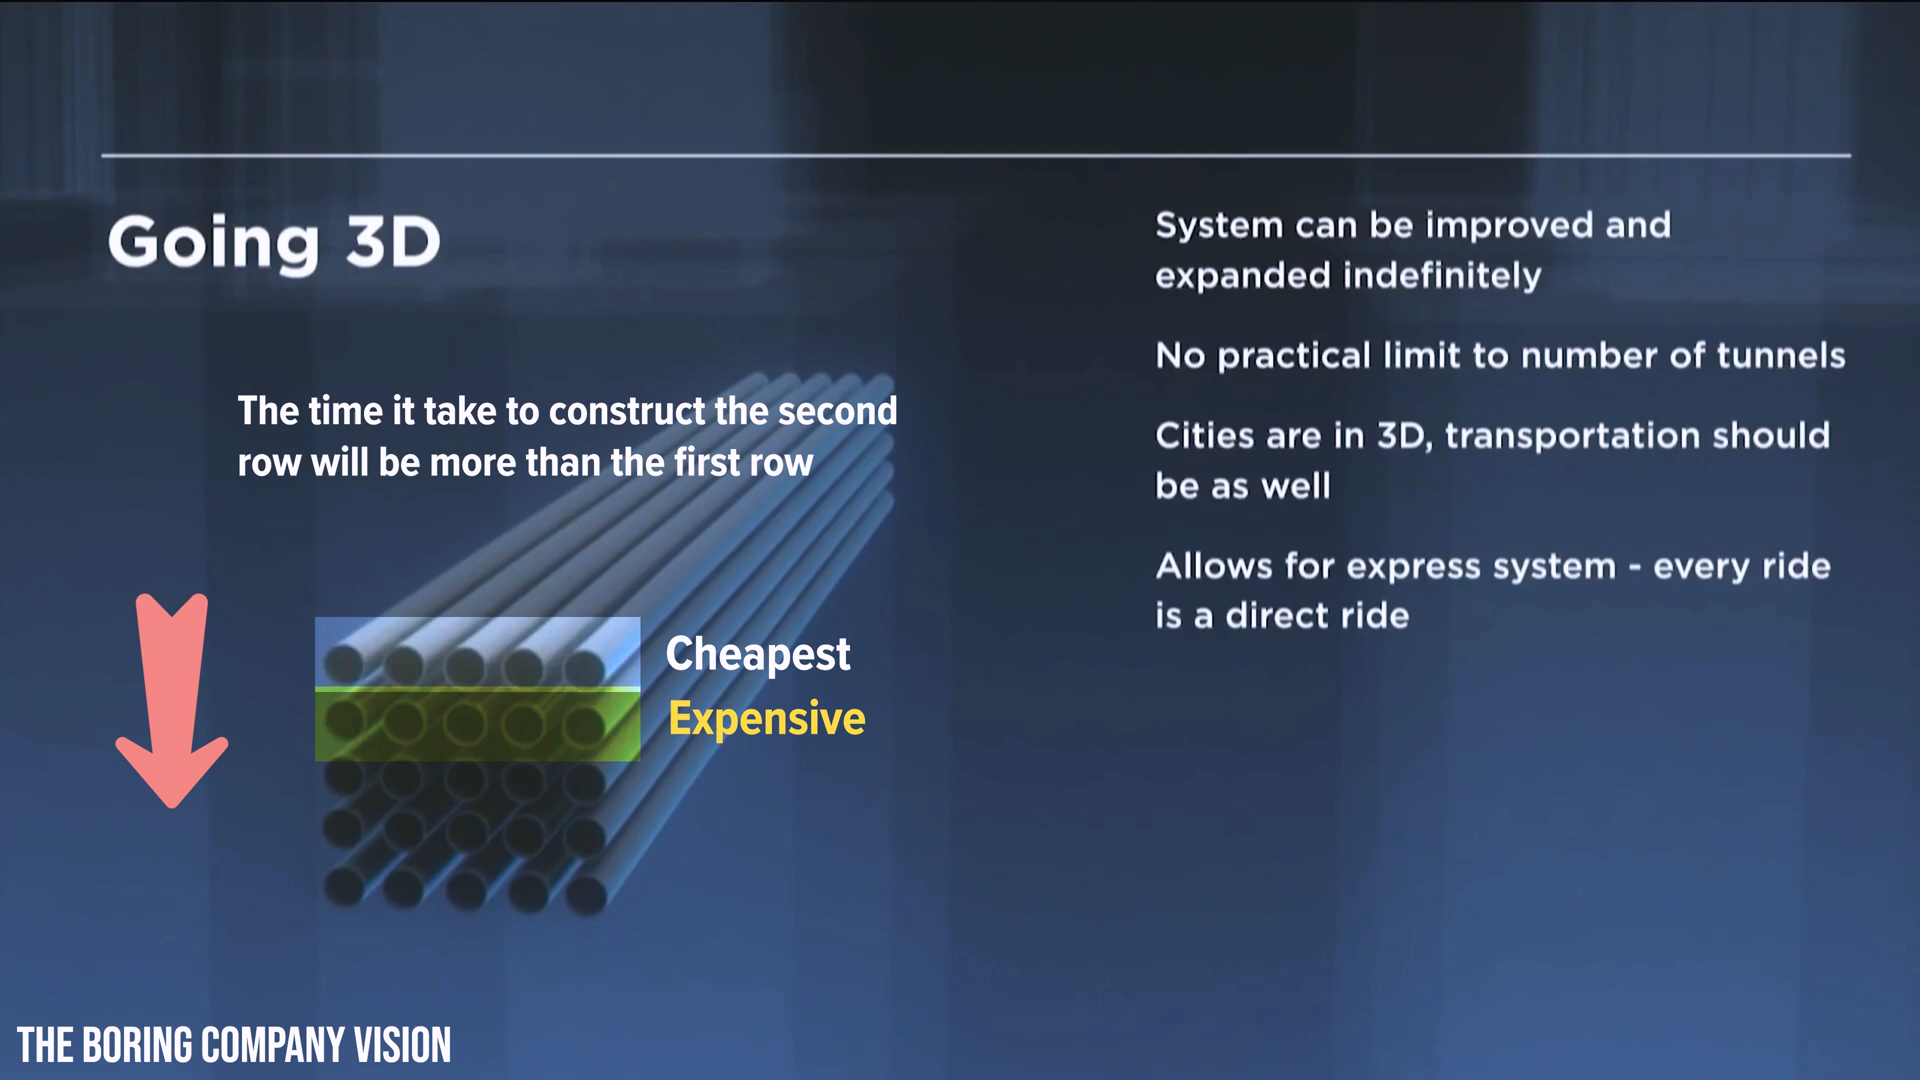 Going 3D
The time it take to construct the second
row will be more than the first row
Cheapest
Expensive
System can be improved and
expanded indefinitely
No practical limit to number of tunnels
Cities are in 3D, transportation should
be as well
Allows for express system - every ride
is a direct ride
THE BORING COMPANY VISION